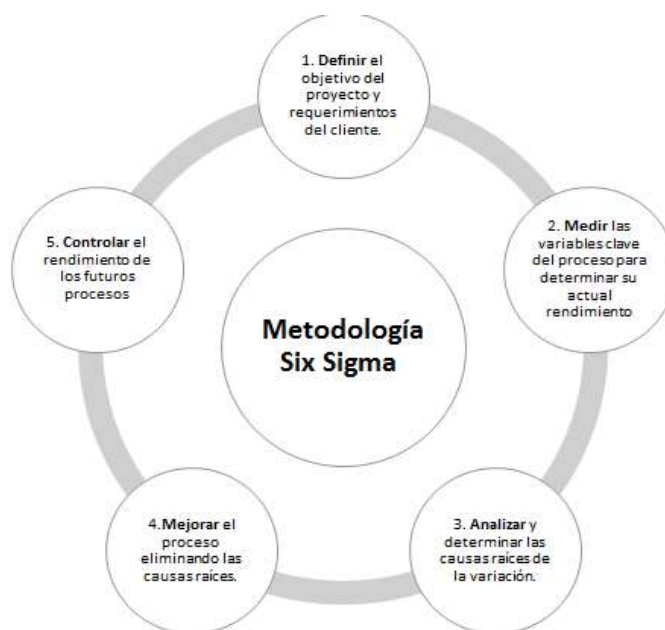 1. Definir el
objetivo del
proyecto y
requerimientos
del cliente.
2. Medir las
variables clave
del proceso para
determinar su
actual
rendimiento
3. Analizar y
determinar las
causas raíces de
la variación.
4.Mejorar el
proceso
eliminando las
causas raíces.
5. Controlar el
rendimiento de
los futuros
procesos
Metodología
Six Sigma